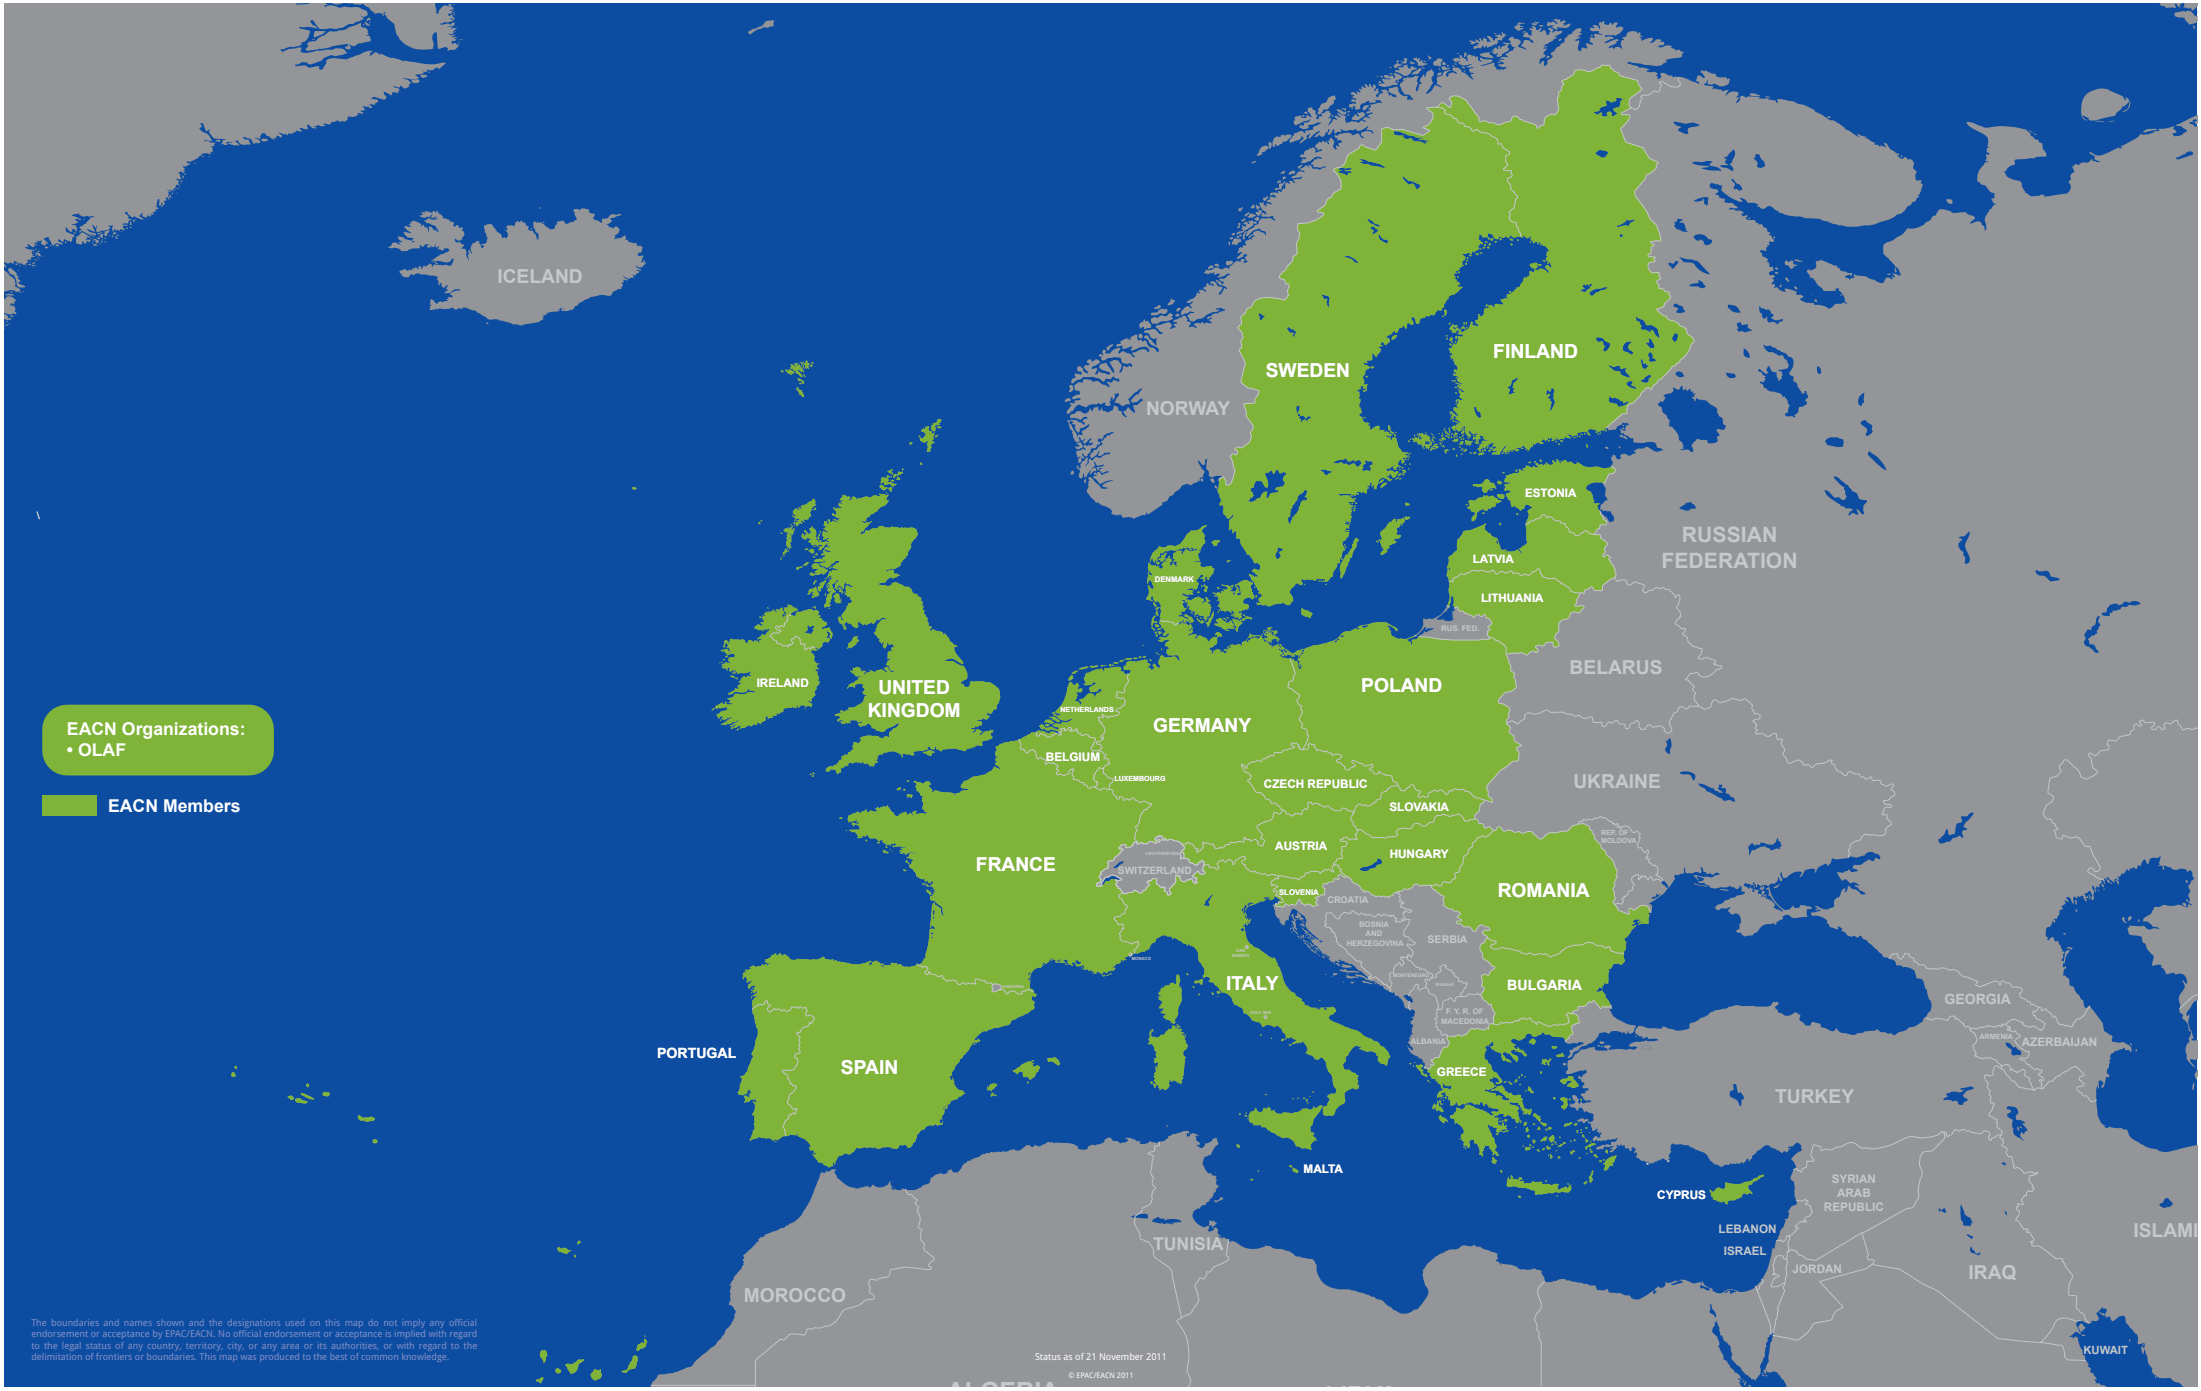 ICELAND
NORWAY
SWEDEN
FINLAND
ESTONIA
LATVIA
LITHUANIA
RUS. FED.
RUSSIAN
FEDERATION
BELARUS
DENMARK
IRELAND
UNITED
KINGDOM
NETHERLANDS
BELGIUM
LUXEMBOURG
GERMANY
POLAND
CZECH REPUBLIC
SLOVAKIA
UKRAINE
REP. OF
MOLDOVA
EACN Organizations:
• OLAF
EACN Members
FRANCE
SWITZERLAND
AUSTRIA
HUNGARY
SLOVENIA
CROATIA
ROMANIA
BOSNIA
AND
HERZEGOVINA
SERBIA
MONACO
ITALY
MONTENEGRO
BULGARIA
F. Y. R. OF
MACEDONIA
ALBANIA
GREECE
PORTUGAL
SPAIN
MALTA
CYPRUS
TURKEY
GEORGIA
ARMENIA
AZERBAIJAN
SYRIAN
ARAB
REPUBLIC
LEBANON
ISRAEL
JORDAN
IRAQ
ISLAMI
KUWAIT
TUNISIA
MOROCCO
The boundaries and names shown and the designations used on this map do not imply any official
endorsement or acceptance by EPAC/EACN. No official endorsement or acceptance is implied with regard
to the legal status of any country, territory, city, or any area or its authorities, or with regard to the
delimitation of frontiers or boundaries. This map was produced to the best of common knowledge.
Status as of 21 November 2011
© EPAC/EACN 2011